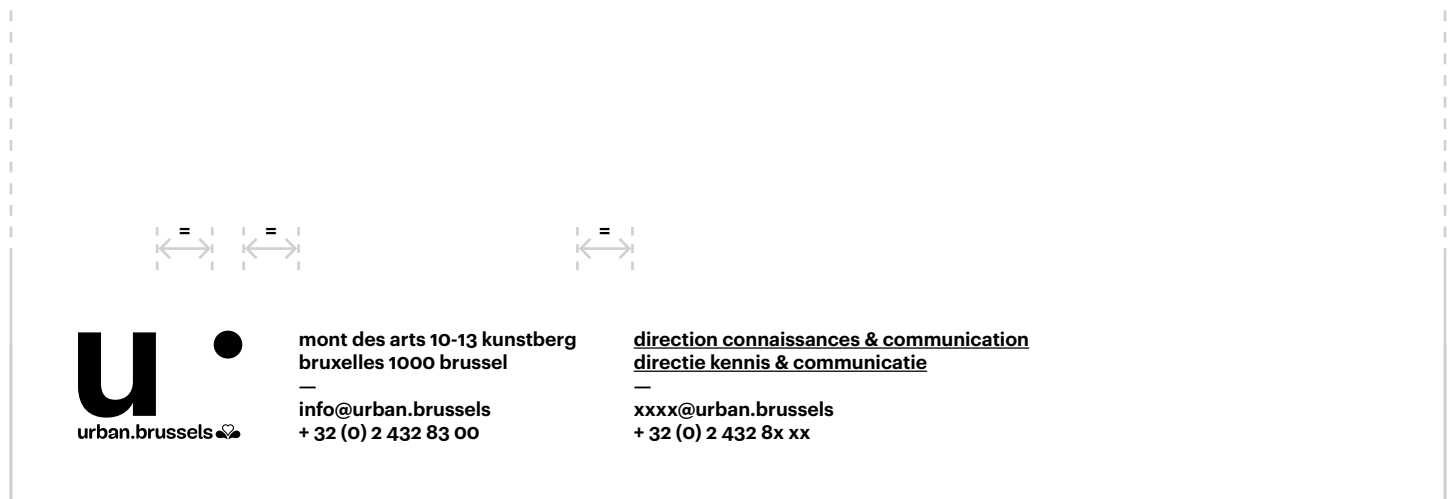 = = =
u
urban.brussels
mont des arts 10-13 kunstberg
bruxelles 1000 brussel
—
info@urban.brussels
+ 32 (0) 2 432 83 00
direction connaissances & communication
directie kennis & communicatie
—
xxxx@urban.brussels
+ 32 (0) 2 432 8x xx